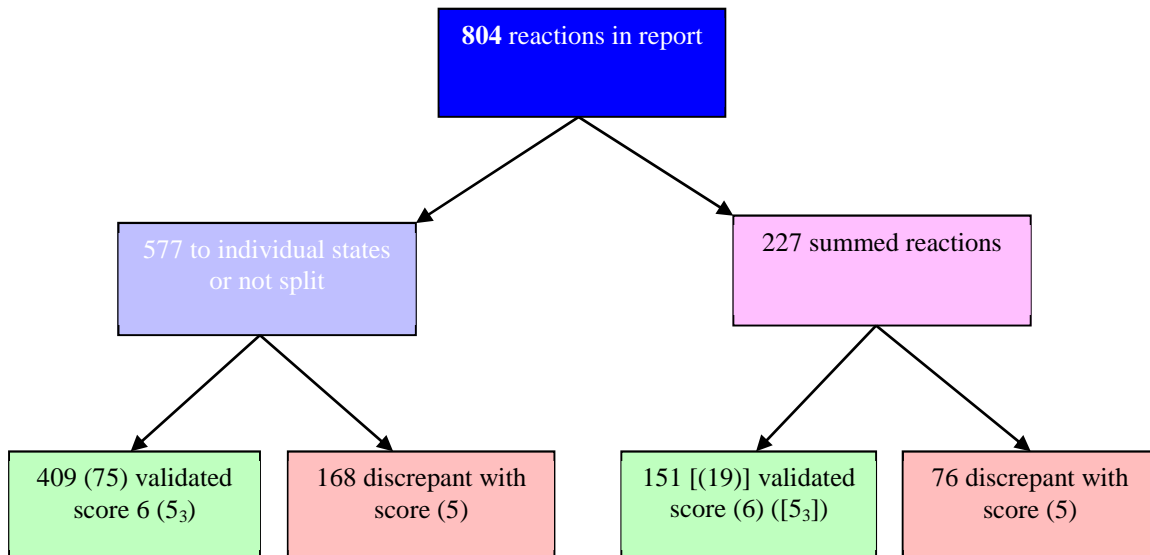 804 reactions in report
577 to individual states
or not split
227 summed reactions
409 (75) validated
score 6 (5₃)
168 discrepant with
score (5)
151 [(19)] validated
score (6) ([5₃])
76 discrepant with
score (5)